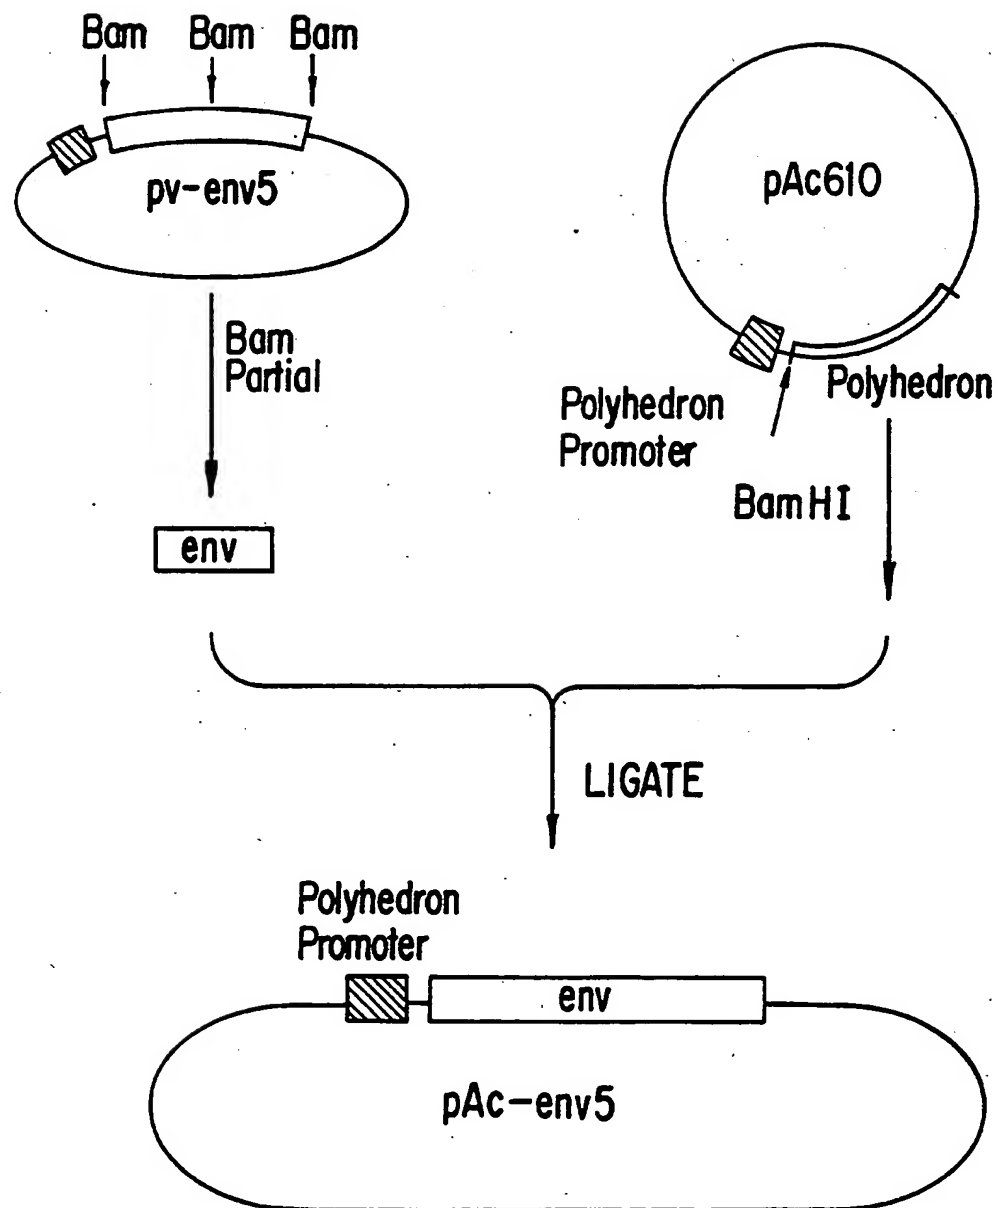 Bam Bam Bam
pv-env5
pAc610
Bam
Partial
Polyhedron
Promoter
Polyhedron
BamHI
env
LIGATE
Polyhedron
Promoter
env
pAc-env5